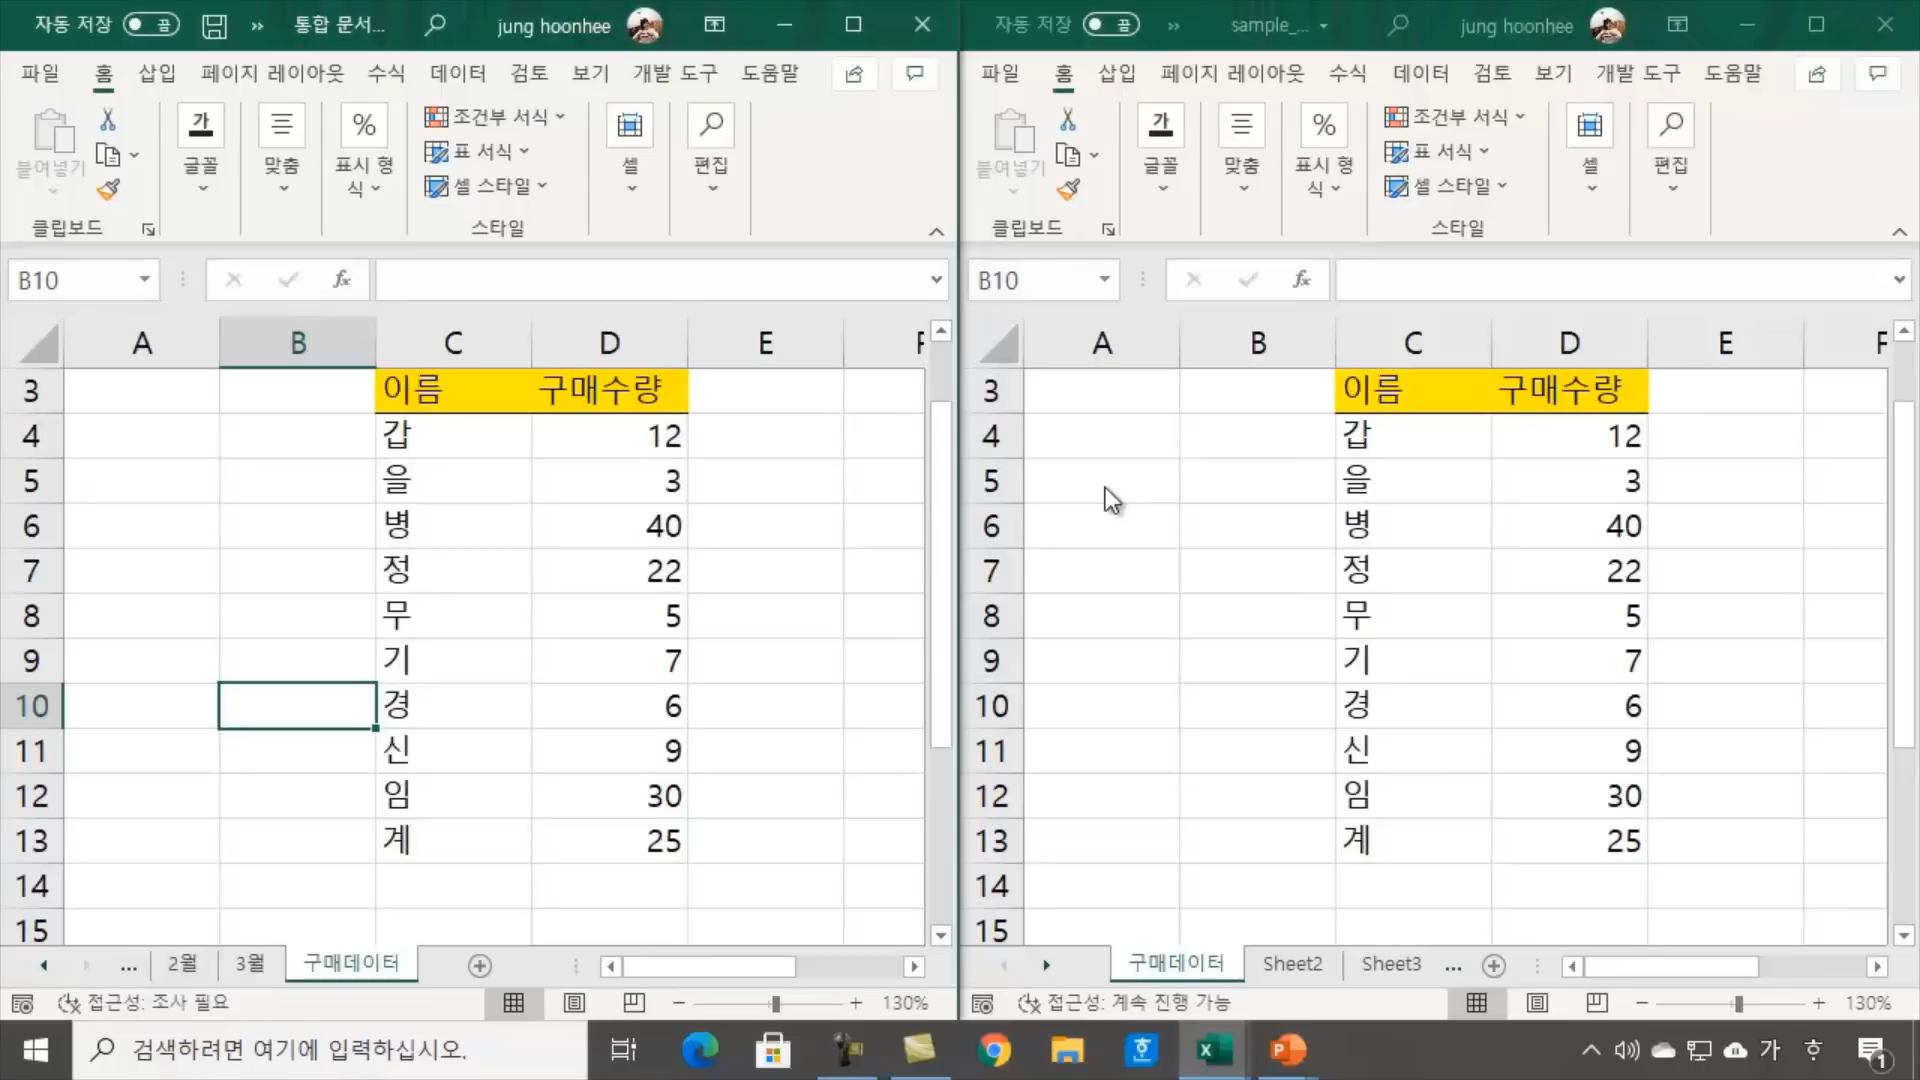 자동 저장 끔 » 통합 문서... jung hoonhee
파일 홈 삽입 페이지 레이아웃 수식 데이터 검토 보기 개발 도구 도움말
붙여넣기
가
글꼴
맞춤
%
표시 형
식
조건부 서식
표 서식
셀 스타일
셀
편집
클립보드 스타일
B10 fx
A B C D E F
3 이름 구매수량
4 갑 12
5 을 3
6 병 40
7 정 22
8 무 5
9 기 7
10 경 6
11 신 9
12 임 30
13 계 25
14
15
... 2월 3월 구매데이터
접근성: 조사 필요 130%
자동 저장 끔 » sample_... jung hoonhee
파일 홈 삽입 페이지 레이아웃 수식 데이터 검토 보기 개발 도구 도움말
붙여넣기
가
글꼴
맞춤
%
표시 형
식
조건부 서식
표 서식
셀 스타일
셀
편집
클립보드 스타일
B10 fx
A B C D E F
3 이름 구매수량
4 갑 12
5 을 3
6 병 40
7 정 22
8 무 5
9 기 7
10 경 6
11 신 9
12 임 30
13 계 25
14
15
구매데이터 Sheet2 Sheet3 ...
접근성: 계속 진행 가능 130%
검색하려면 여기에 입력하십시오.
가 1